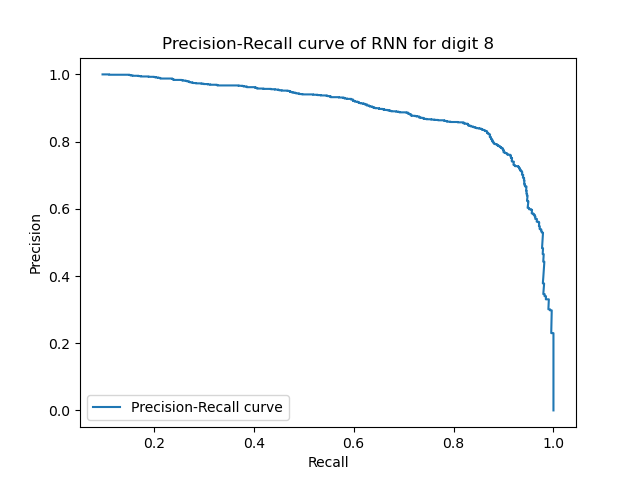 Precision-Recall curve of RNN for digit 8
1.0
0.8
0.6
0.4
0.2
0.0
Precision
Precision-Recall curve
0.2 0.4 0.6 0.8 1.0
Recall